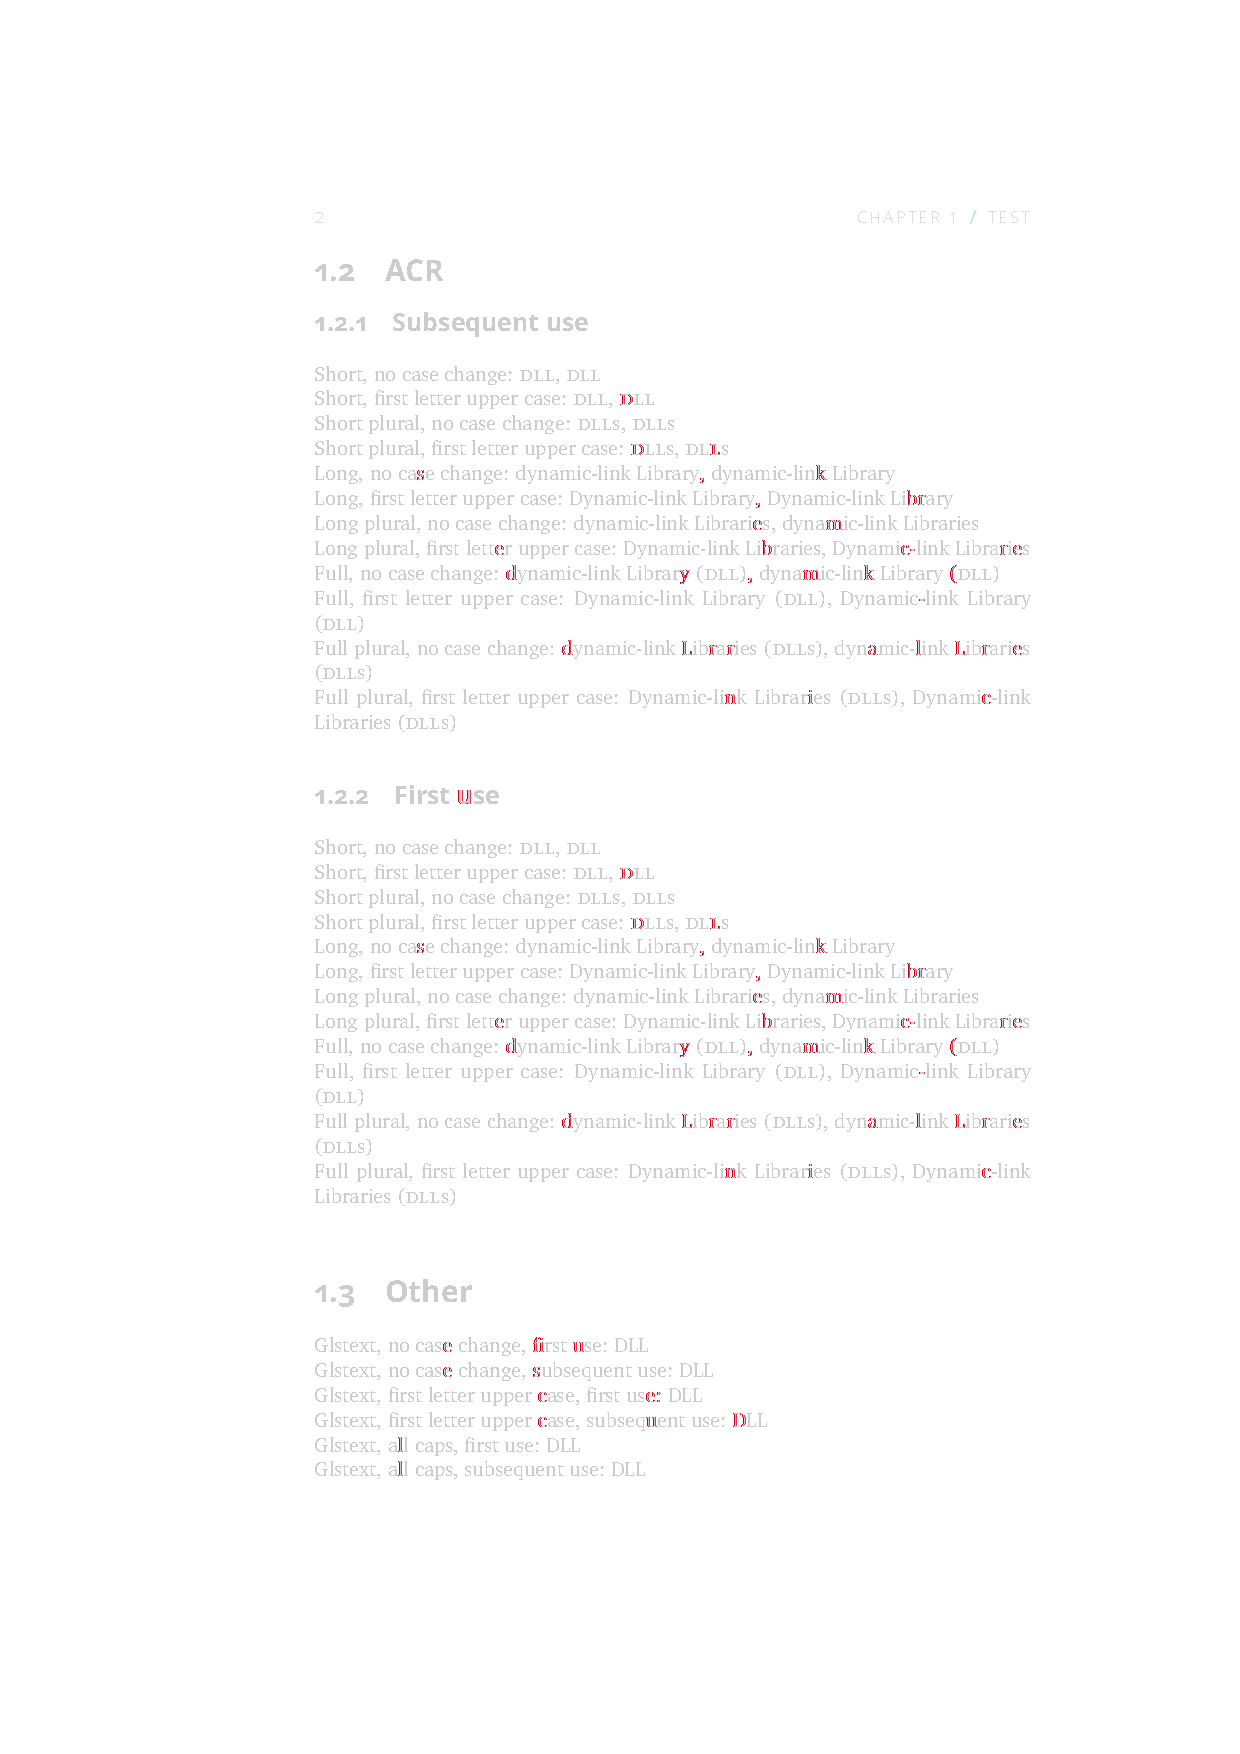 2 CHAPTER 1 / TEST
1.2 ACR
1.2.1 Subsequent use
Short, no case change: DLL, DLL
Short, first letter upper case: DLL, DLL
Short plural, no case change: DLLs, DLLs
Short plural, first letter upper case: DLLs, DLLs
Long, no case change: dynamic-link Library, dynamic-link Library
Long, first letter upper case: Dynamic-link Library, Dynamic-link Library
Long plural, no case change: dynamic-link Libraries, dynamic-link Libraries
Long plural, first letter upper case: Dynamic-link Libraries, Dynamic-link Libraries
Full, no case change: dynamic-link Library (DLL), dynamic-link Library (DLL)
Full, first letter upper case: Dynamic-link Library (DLL), Dynamic-link Library
(DLL)
Full plural, no case change: dynamic-link Libraries (DLLs), dynamic-link Libraries
(DLLs)
Full plural, first letter upper case: Dynamic-link Libraries (DLLs), Dynamic-link
Libraries (DLLs)
1.2.2 First use
Short, no case change: DLL, DLL
Short, first letter upper case: DLL, DLL
Short plural, no case change: DLLs, DLLs
Short plural, first letter upper case: DLLs, DLLs
Long, no case change: dynamic-link Library, dynamic-link Library
Long, first letter upper case: Dynamic-link Library, Dynamic-link Library
Long plural, no case change: dynamic-link Libraries, dynamic-link Libraries
Long plural, first letter upper case: Dynamic-link Libraries, Dynamic-link Libraries
Full, no case change: dynamic-link Library (DLL), dynamic-link Library (DLL)
Full, first letter upper case: Dynamic-link Library (DLL), Dynamic-link Library
(DLL)
Full plural, no case change: dynamic-link Libraries (DLLs), dynamic-link Libraries
(DLLs)
Full plural, first letter upper case: Dynamic-link Libraries (DLLs), Dynamic-link
Libraries (DLLs)
1.3 Other
Glstext, no case change, first use: DLL
Glstext, no case change, subsequent use: DLL
Glstext, first letter upper case, first use: DLL
Glstext, first letter upper case, subsequent use: DLL
Glstext, all caps, first use: DLL
Glstext, all caps, subsequent use: DLL